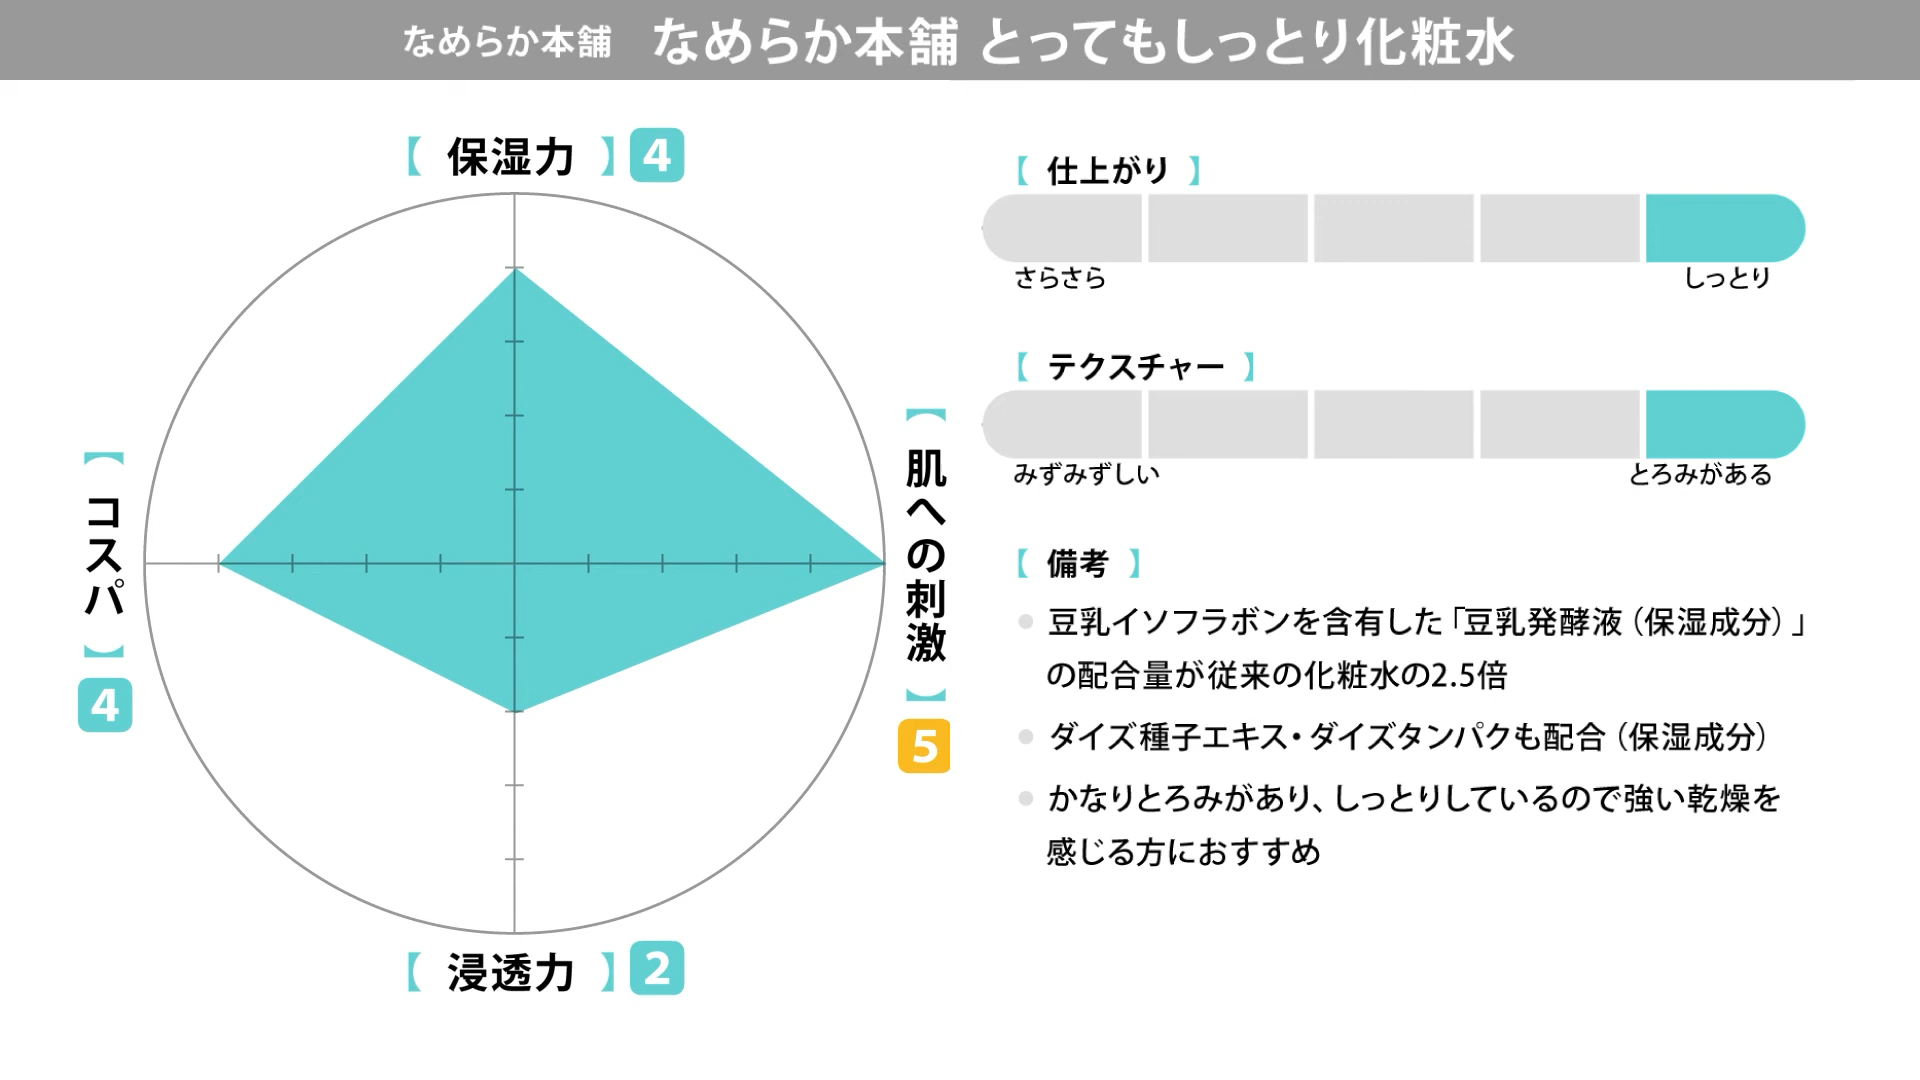 なめらか本舗 なめらか本舗 とってもしっとり化粧水
【 保湿力 】 4
【 コスパ 】 4
【 肌への刺激 】 5
【 浸透力 】 2
【 仕上がり 】
さらさら しっとり
【 テクスチャー 】
みずみずしい とろみがある
【 備考 】
豆乳イソフラボンを含有した「豆乳発酵液（保湿成分）」
の配合量が従来の化粧水の2.5倍
ダイズ種子エキス・ダイズタンパクも配合（保湿成分）
かなりとろみがあり、しっとりしているので強い乾燥を
感じる方におすすめ